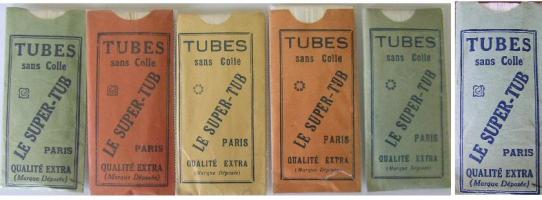 TUBES
sans Colle
LE SUPER-TUB
PARIS
QUALITÉ EXTRA
(Marque Déposée)
TUBES
sans Colle
LE SUPER-TUB
PARIS
QUALITÉ EXTRA
(Marque Déposée)
TUBES
sans Colle
LE SUPER-TUB
PARIS
QUALITÉ EXTRA
(Marque Déposée)
TUBES
sans Colle
LE SUPER-TUB
PARIS
QUALITÉ EXTRA
(Marque Déposée)
TUBES
sans Colle
LE SUPER-TUB
PARIS
QUALITÉ EXTRA
(Marque Déposée)
TUBES
sans Colle
LE SUPER-TUB
PARIS
QUALITÉ EXTRA
(Marque Déposée)